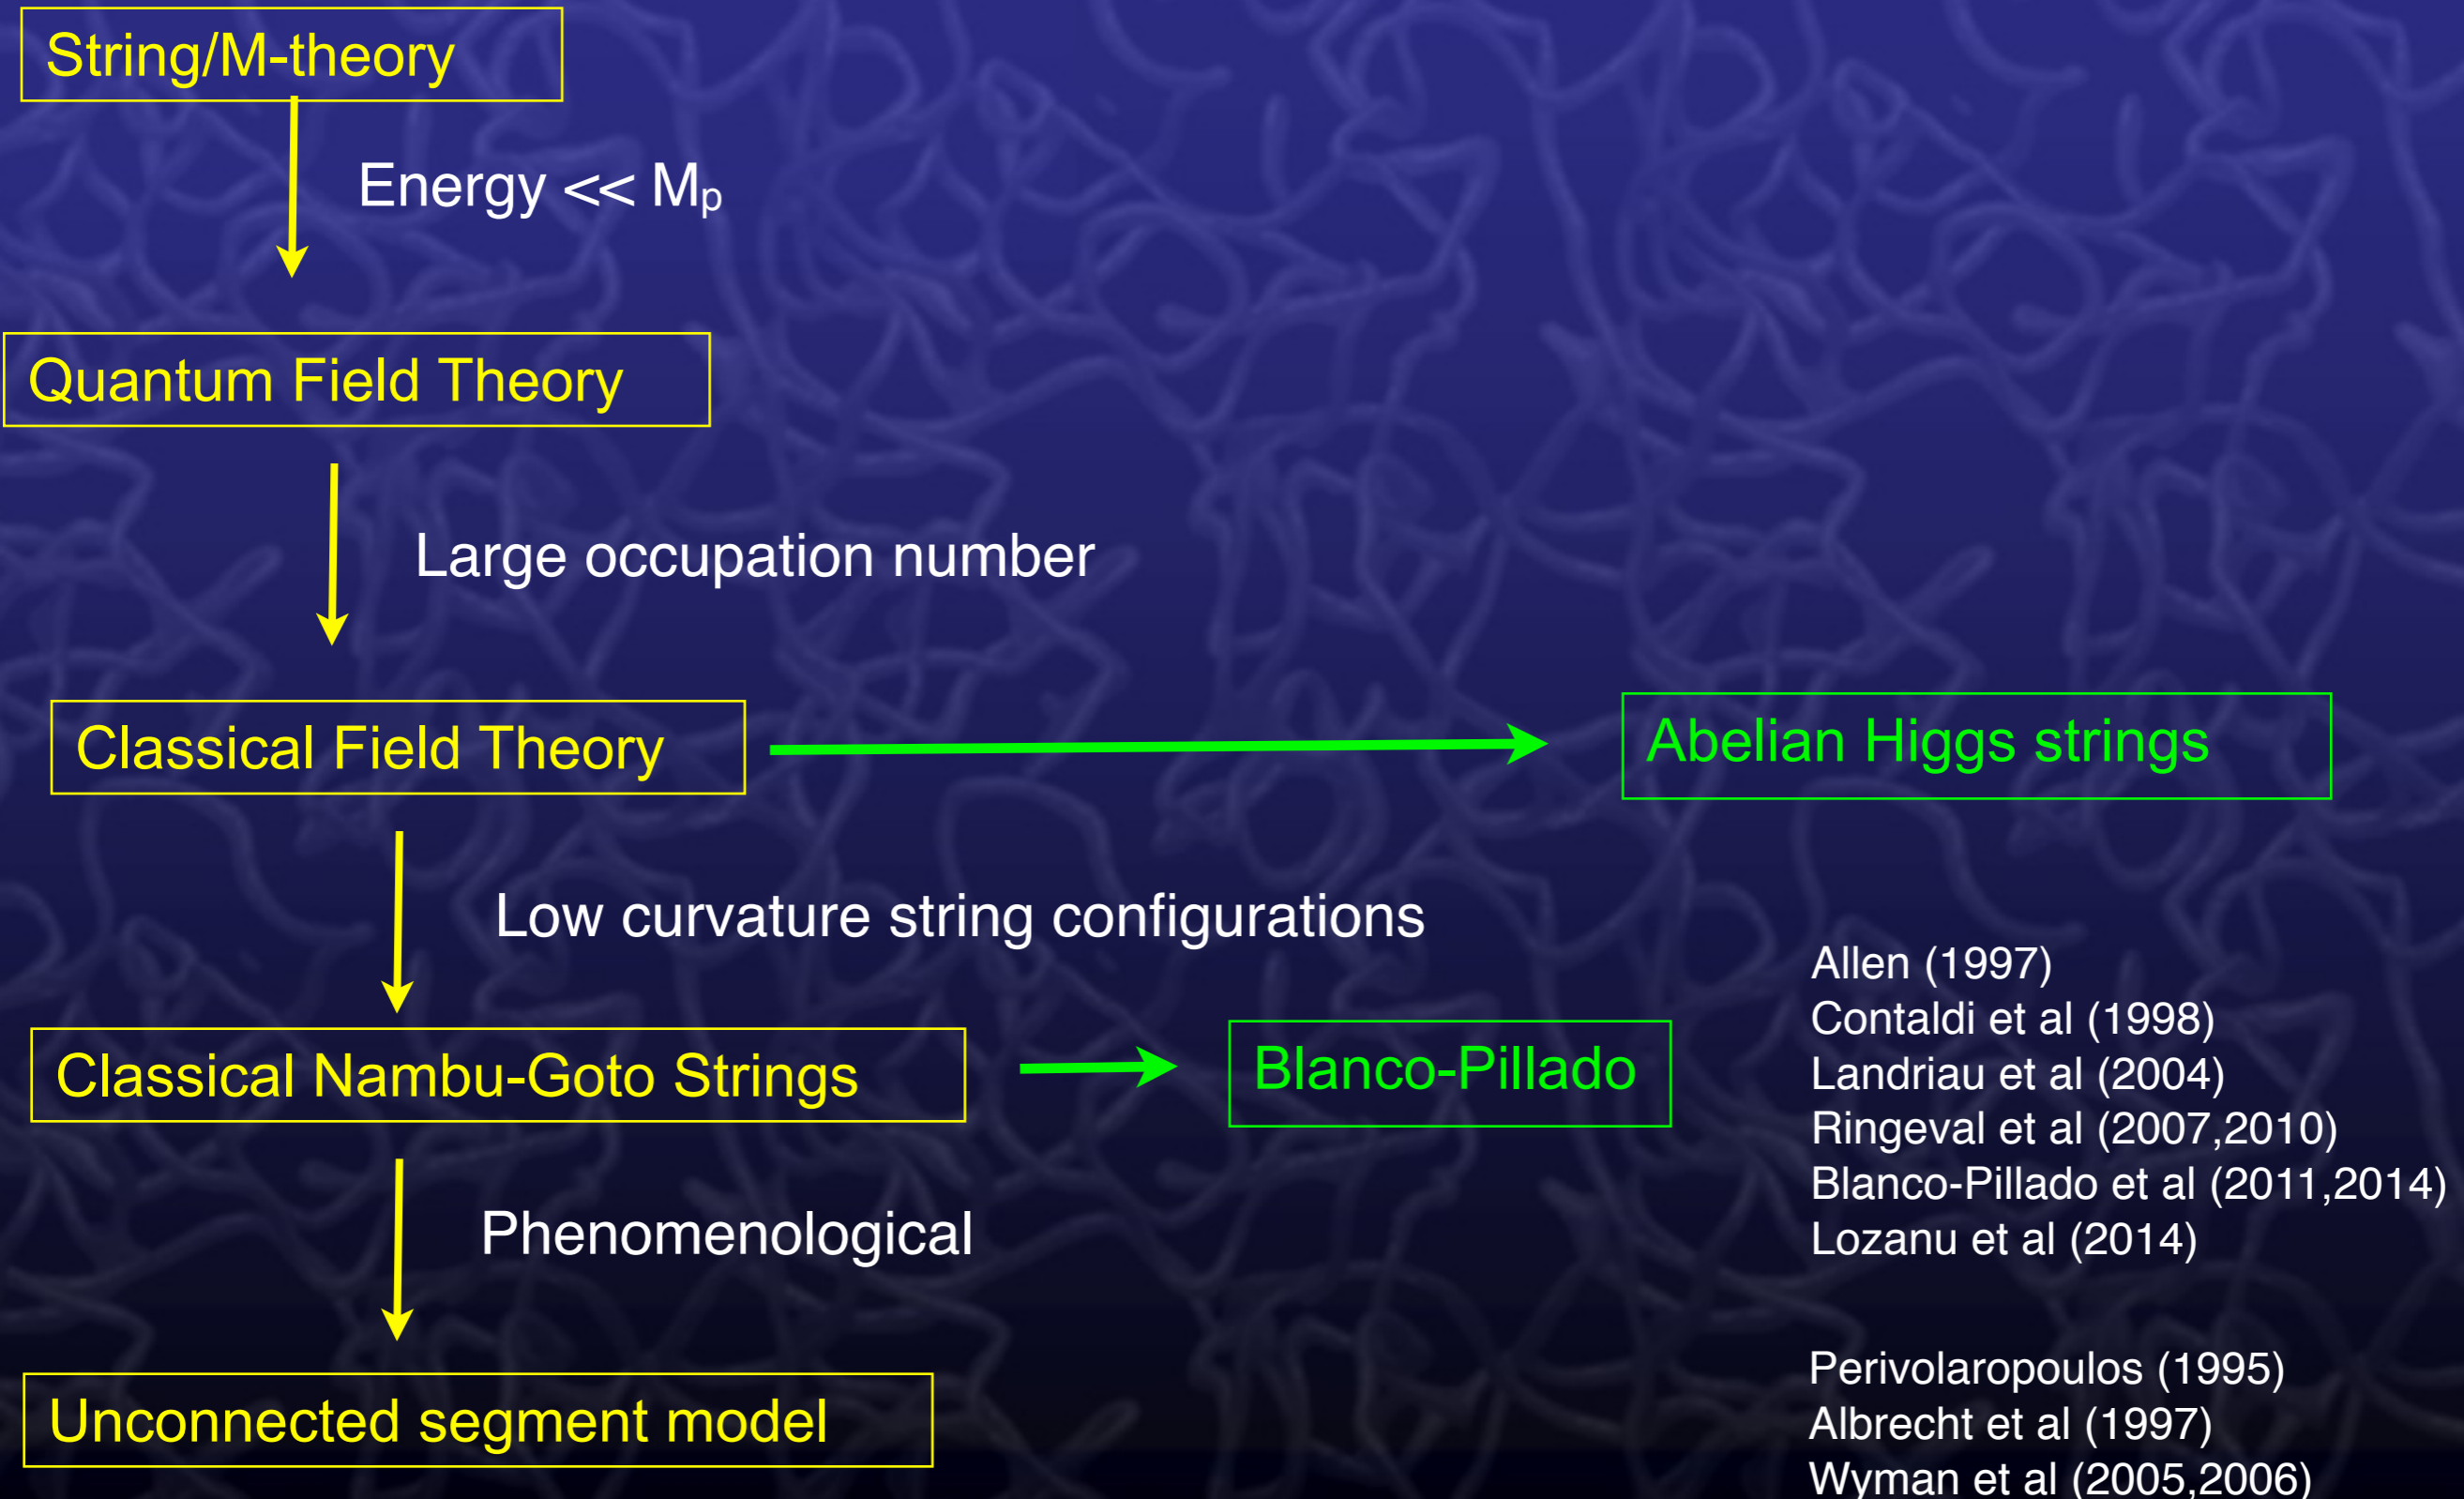 String/M-theory
Energy << Mₚ
Quantum Field Theory
Large occupation number
Classical Field Theory
Abelian Higgs strings
Low curvature string configurations
Classical Nambu-Goto Strings
Blanco-Pillado
Allen (1997)
Contaldi et al (1998)
Landriau et al (2004)
Ringeval et al (2007,2010)
Blanco-Pillado et al (2011,2014)
Lozanu et al (2014)
Phenomenological
Unconnected segment model
Perivolaropoulos (1995)
Albrecht et al (1997)
Wyman et al (2005,2006)